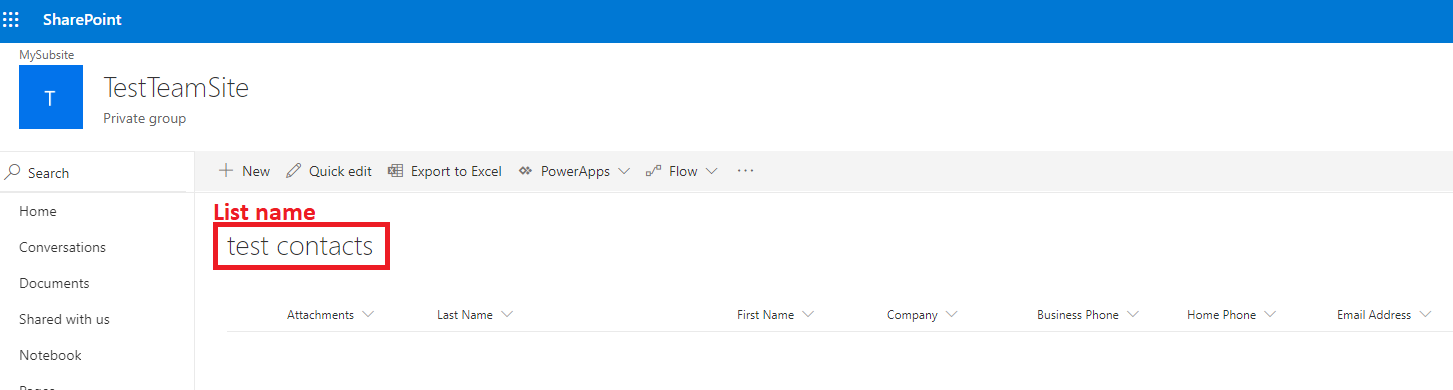 SharePoint
MySubsite
T
TestTeamSite
Private group
Search
New Quick edit Export to Excel PowerApps Flow ...
Home
Conversations
Documents
Shared with us
Notebook
Pages
List name
test contacts
Attachments Last Name First Name Company Business Phone Home Phone Email Address